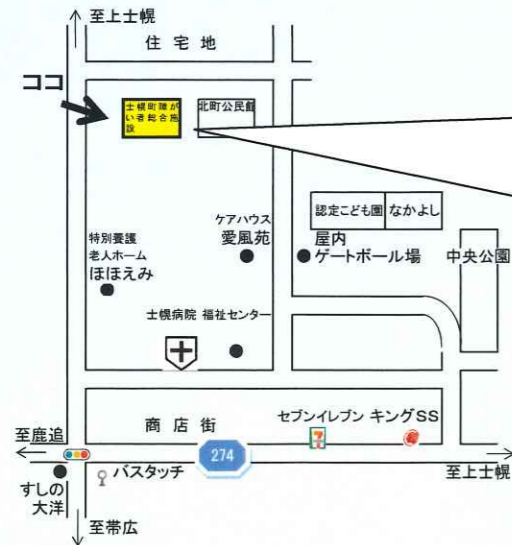 至上士幌
住宅地
ココ
士幌町障が
い者総合施
設
北町公民館
認定こども園 なかよし
ケアハウス
愛風苑
屋内
ゲートボール場
中央公園
特別養護
老人ホーム
ほほえみ
士幌病院 福祉センター
商店街
セブンイレブン キングSS
至鹿追
274
7
至上士幌
すしの
大洋
バスタッチ
至帯広